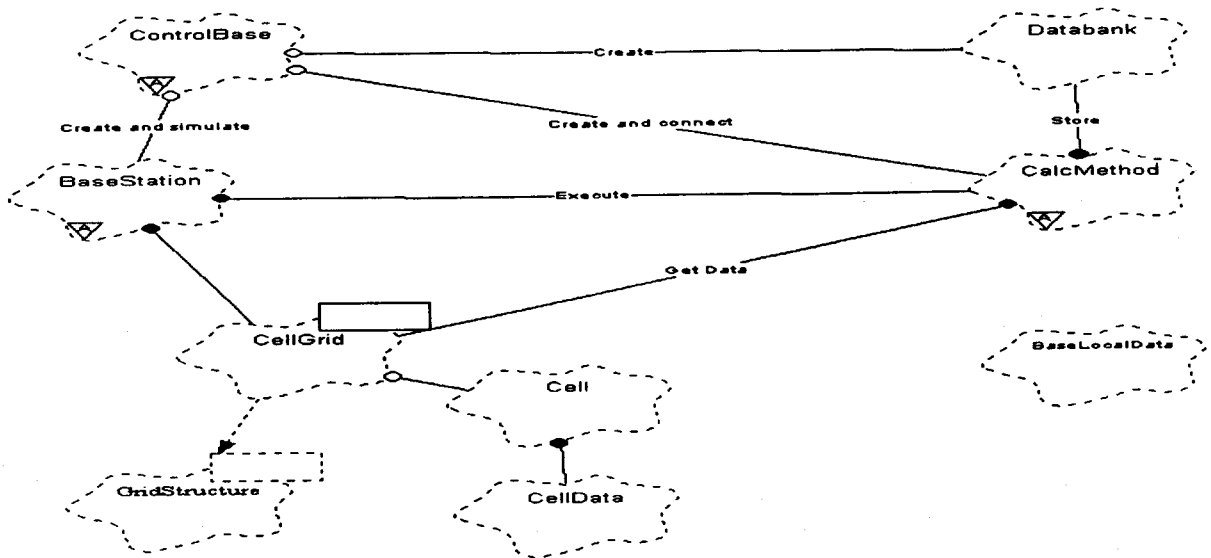 ControlBase
Databank
Create
A
Create and simulate
Create and connect
Store
BaseStation
CalcMethod
Execute
A
A
Get Data
CellGrid
BaseLocalData
Cell
GridStructure
CellData